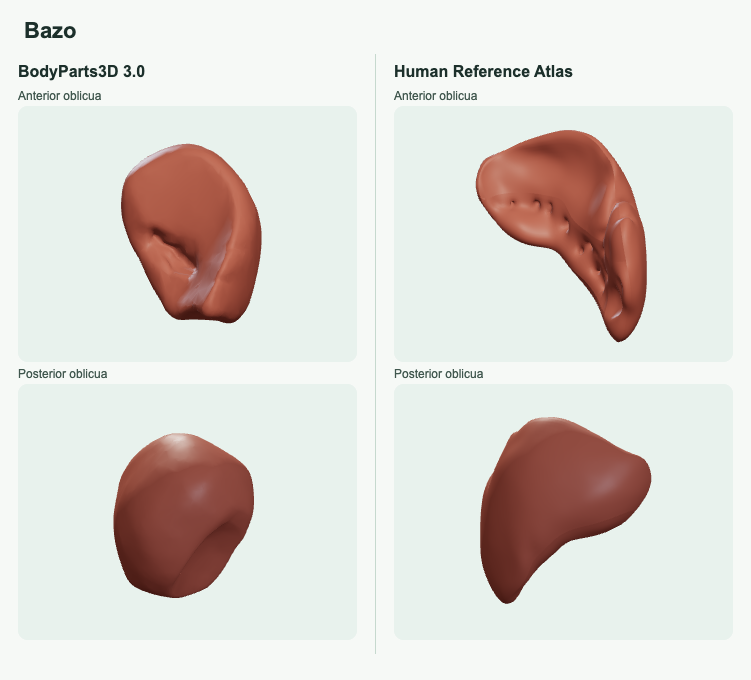 Bazo
BodyParts3D 3.0
Anterior oblicua
Posterior oblicua
Human Reference Atlas
Anterior oblicua
Posterior oblicua